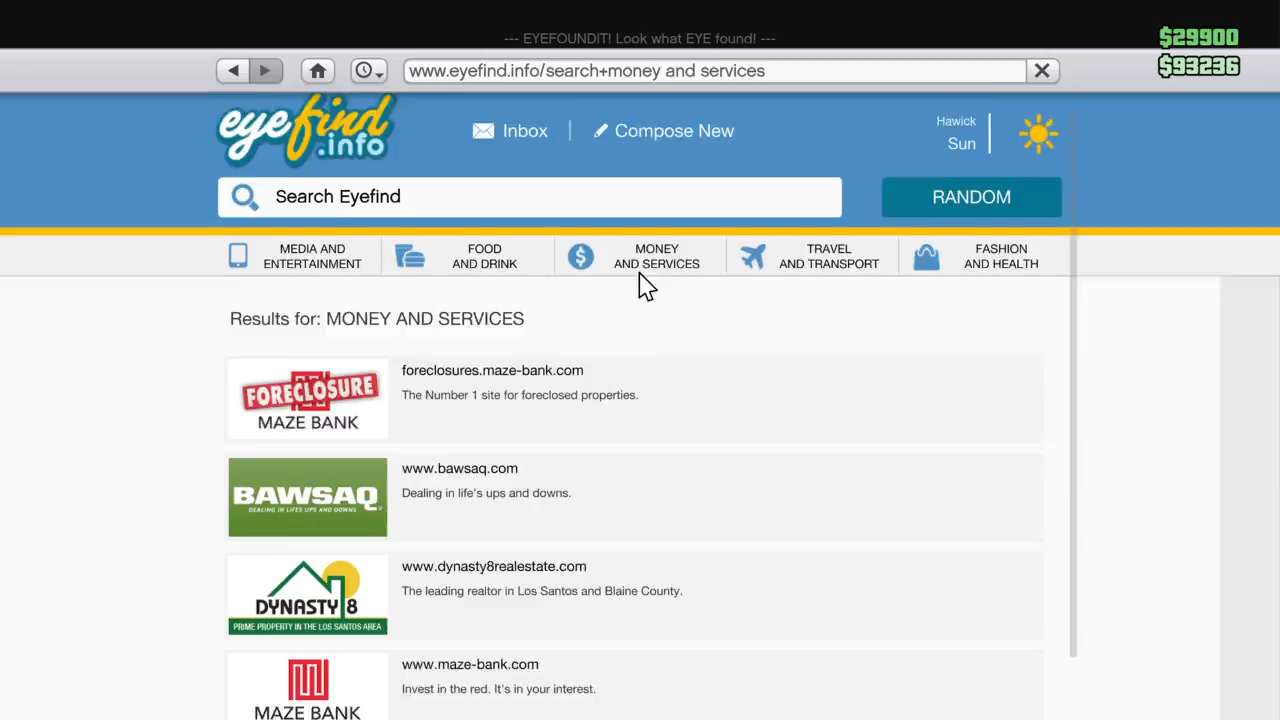 --- EYEFOUNDIT! Look what EYE found! ---
$29900
$93236
www.eyefind.info/search+money and services
eyefind
.info
Inbox
Compose New
Hawick
Sun
Search Eyefind
RANDOM
MEDIA AND
ENTERTAINMENT
FOOD
AND DRINK
MONEY
AND SERVICES
TRAVEL
AND TRANSPORT
FASHION
AND HEALTH
Results for: MONEY AND SERVICES
FORECLOSURE
MAZE BANK
foreclosures.maze-bank.com
The Number 1 site for foreclosed properties.
BAWSAQ
DEALING IN LIFES UPS AND DOWNS
www.bawsaq.com
Dealing in life's ups and downs.
DYNASTY 8
PRIME PROPERTY IN THE LOS SANTOS AREA
www.dynasty8realestate.com
The leading realtor in Los Santos and Blaine County.
MAZE BANK
www.maze-bank.com
Invest in the red. It's in your interest.